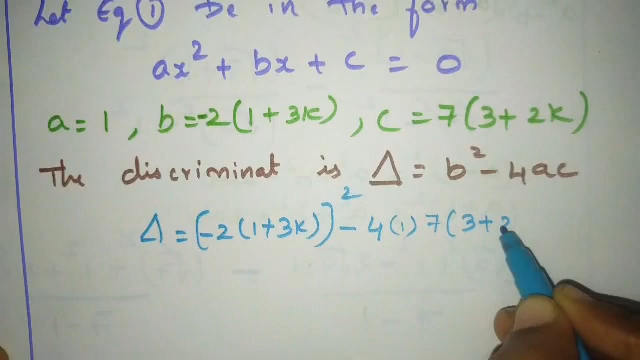 Let Eq ① be in the form
ax² + bx + c = 0
a = 1 , b = -2(1+3k) , c = 7(3+2k)
The discriminat is Δ = b² - 4ac
Δ = [-2(1+3k)]² - 4(1) 7(3+2